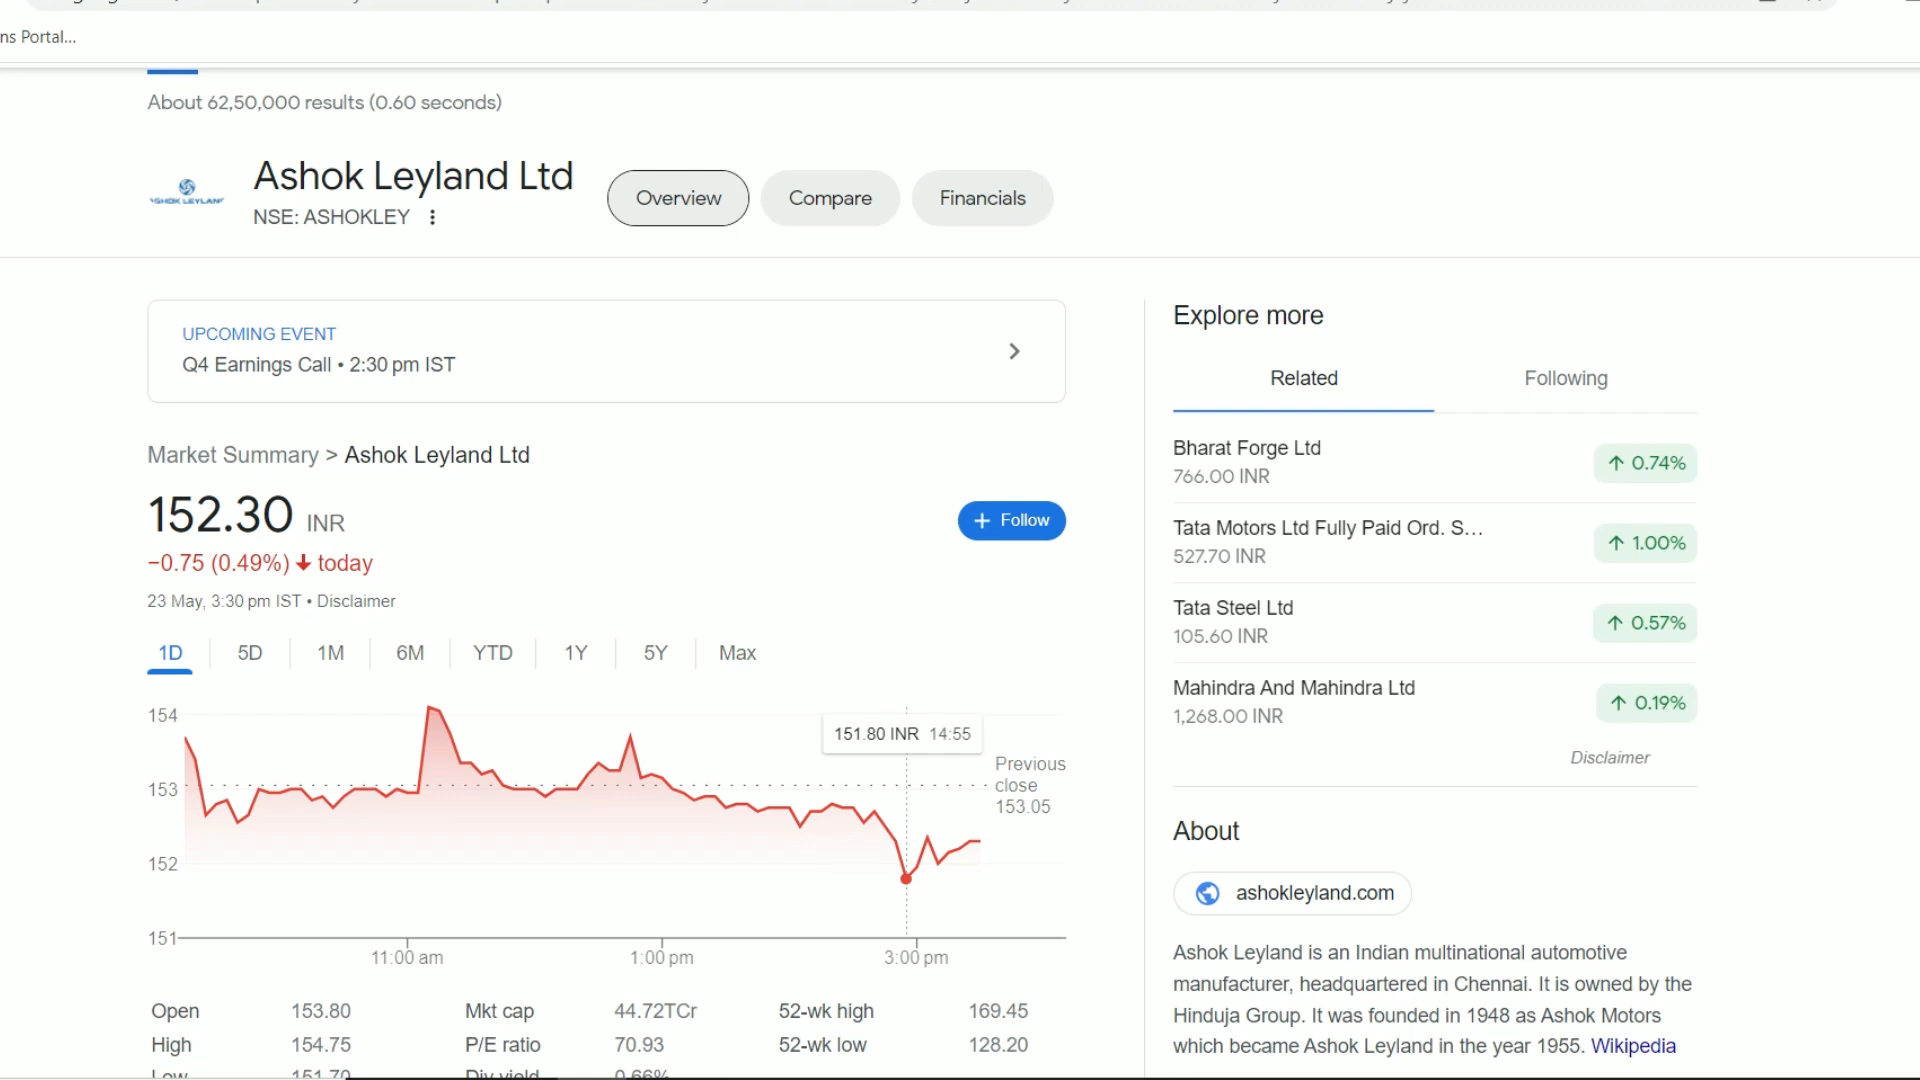 ns Portal...
About 62,50,000 results (0.60 seconds)
Ashok Leyland Ltd
NSE: ASHOKLEY
Overview
Compare
Financials
UPCOMING EVENT
Q4 Earnings Call • 2:30 pm IST
Market Summary > Ashok Leyland Ltd
152.30 INR
−0.75 (0.49%) ↓ today
+ Follow
23 May, 3:30 pm IST • Disclaimer
1D 5D 1M 6M YTD 1Y 5Y Max
154
153
152
151
151.80 INR 14:55
Previous
close
153.05
11:00 am 1:00 pm 3:00 pm
Open 153.80 Mkt cap 44.72TCr 52-wk high 169.45
High 154.75 P/E ratio 70.93 52-wk low 128.20
Low 151.70 Div yield 0.66%
Explore more
Related Following
Bharat Forge Ltd
766.00 INR
↑ 0.74%
Tata Motors Ltd Fully Paid Ord. S...
527.70 INR
↑ 1.00%
Tata Steel Ltd
105.60 INR
↑ 0.57%
Mahindra And Mahindra Ltd
1,268.00 INR
↑ 0.19%
Disclaimer
About
ashokleyland.com
Ashok Leyland is an Indian multinational automotive
manufacturer, headquartered in Chennai. It is owned by the
Hinduja Group. It was founded in 1948 as Ashok Motors
which became Ashok Leyland in the year 1955. Wikipedia